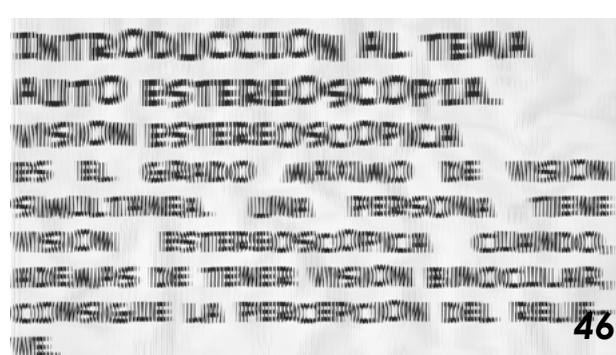 INTRODUCCION AL TEMA
AUTO ESTEREOSCOPIA.
VISION ESTEREOSCOPICA
ES EL GRADO MAXIMO DE VISION
SIMULTANEA. UNA PERSONA TIENE
VISION ESTEREOSCOPICA CUANDO,
ADEMAS DE TENER VISION BINOCULAR,
CONSIGUE LA PERCEPCION DEL RELIE
VE.
46